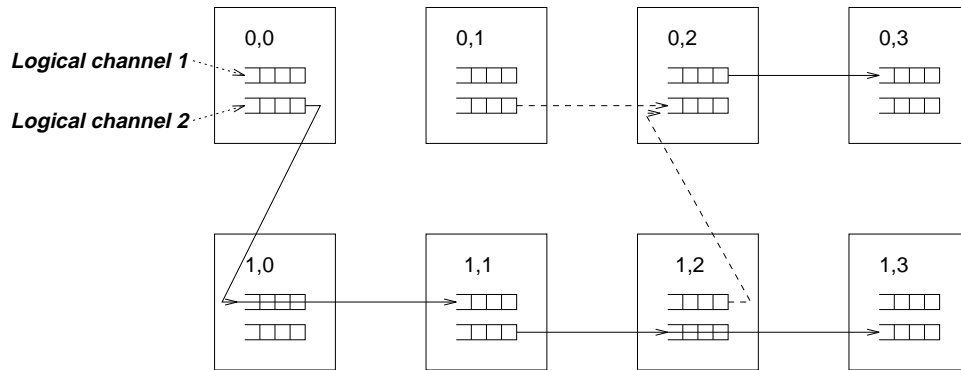 0,0 0,1 0,2 0,3
Logical channel 1
Logical channel 2
1,0 1,1 1,2 1,3